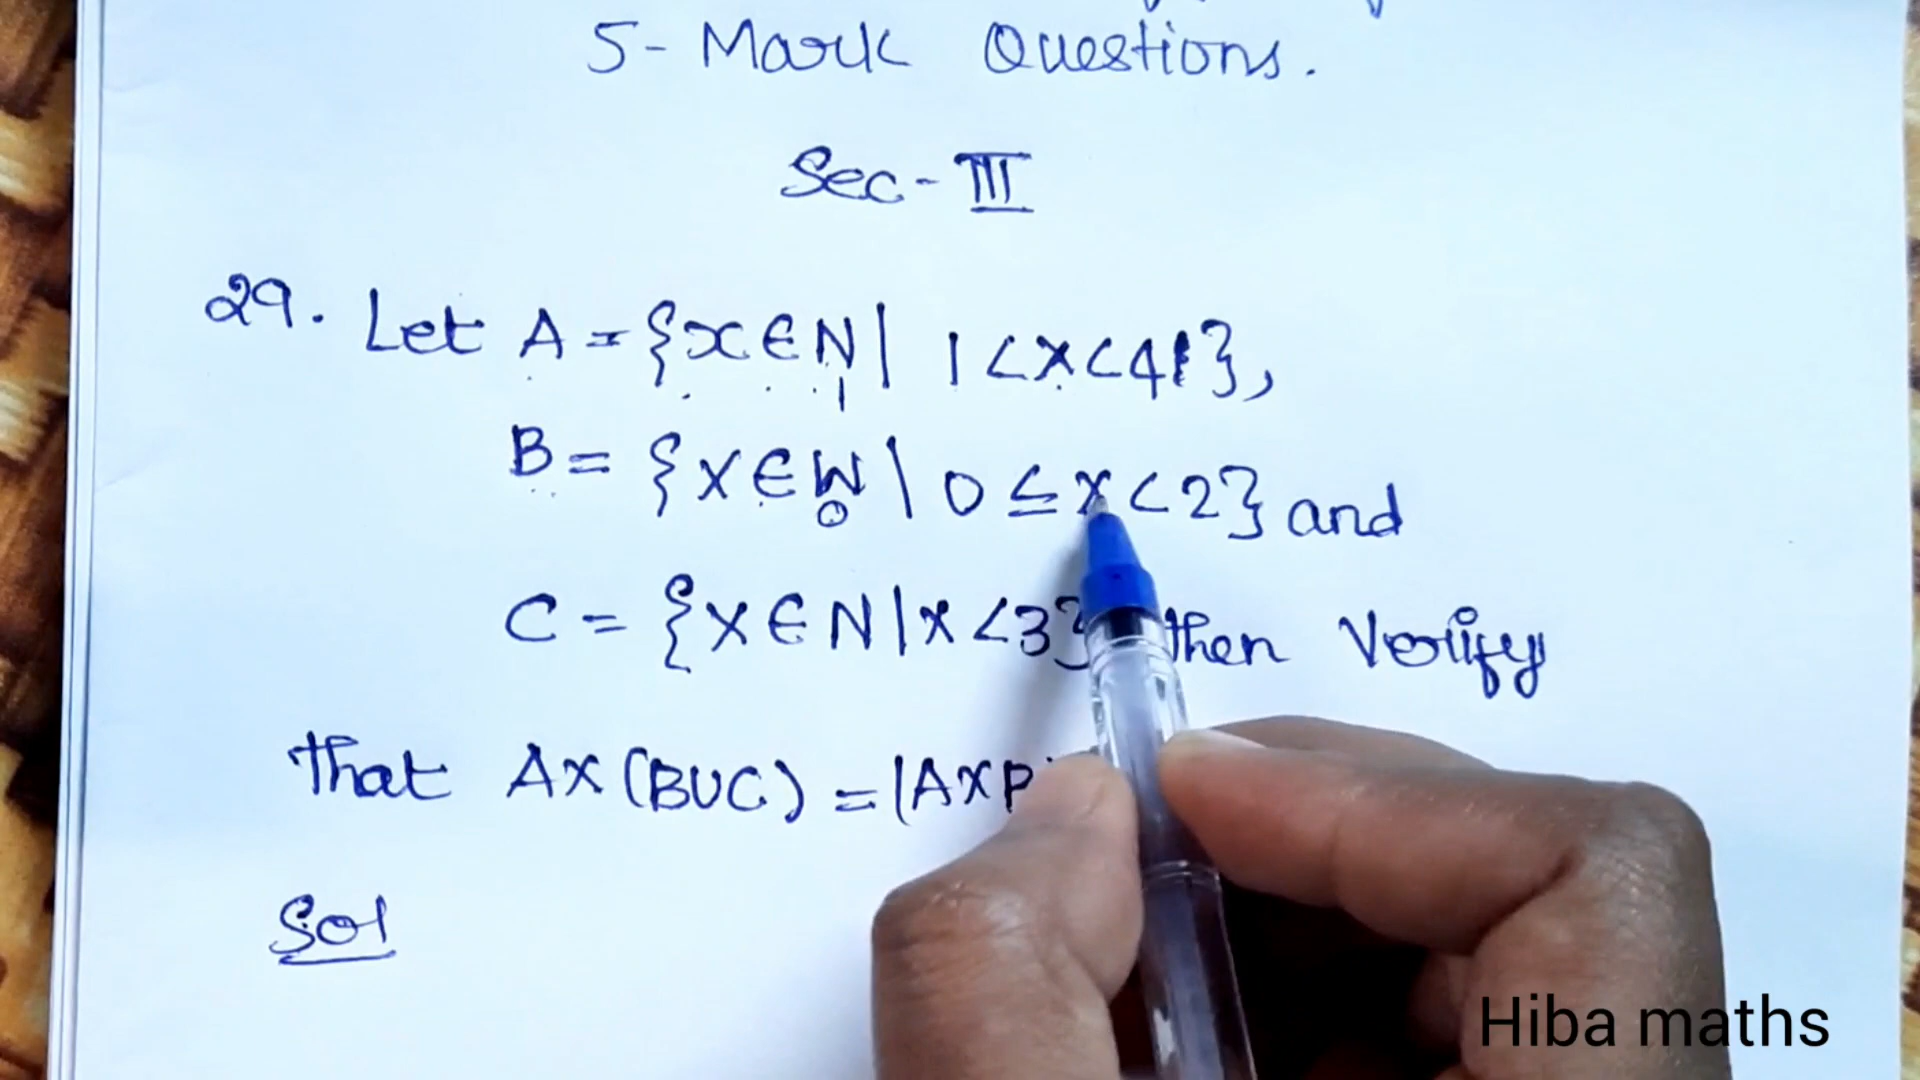 5- Mark Questions.
Sec- III
29. Let A = {x∈N| 1<x<4},
B = {x∈W | 0 ≤ x < 2} and
C = {x∈N|x<3} then Verify
that A×(BUC) = (A×B
Sol
Hiba maths